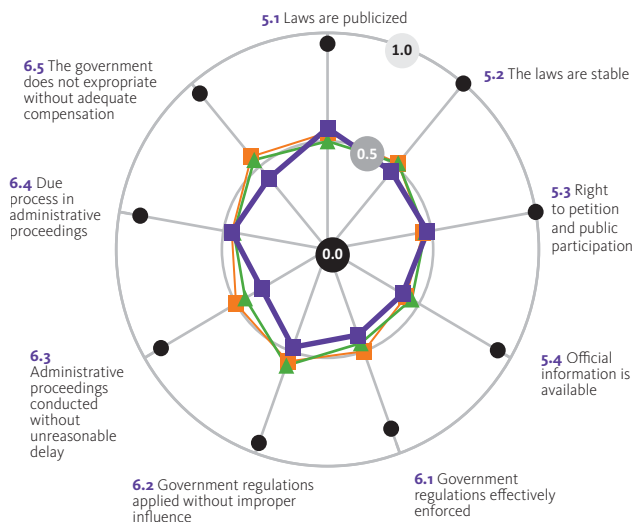 5.1 Laws are publicized
1.0
5.2 The laws are stable
0.5
5.3 Right
to petition
and public
participation
0.0
5.4 Official
information is
available
6.1 Government
regulations effectively
enforced
6.2 Government regulations
applied without improper
influence
6.3
Administrative
proceedings
conducted
without
unreasonable
delay
6.4 Due
process in
administrative
proceedings
6.5 The government
does not expropriate
without adequate
compensation